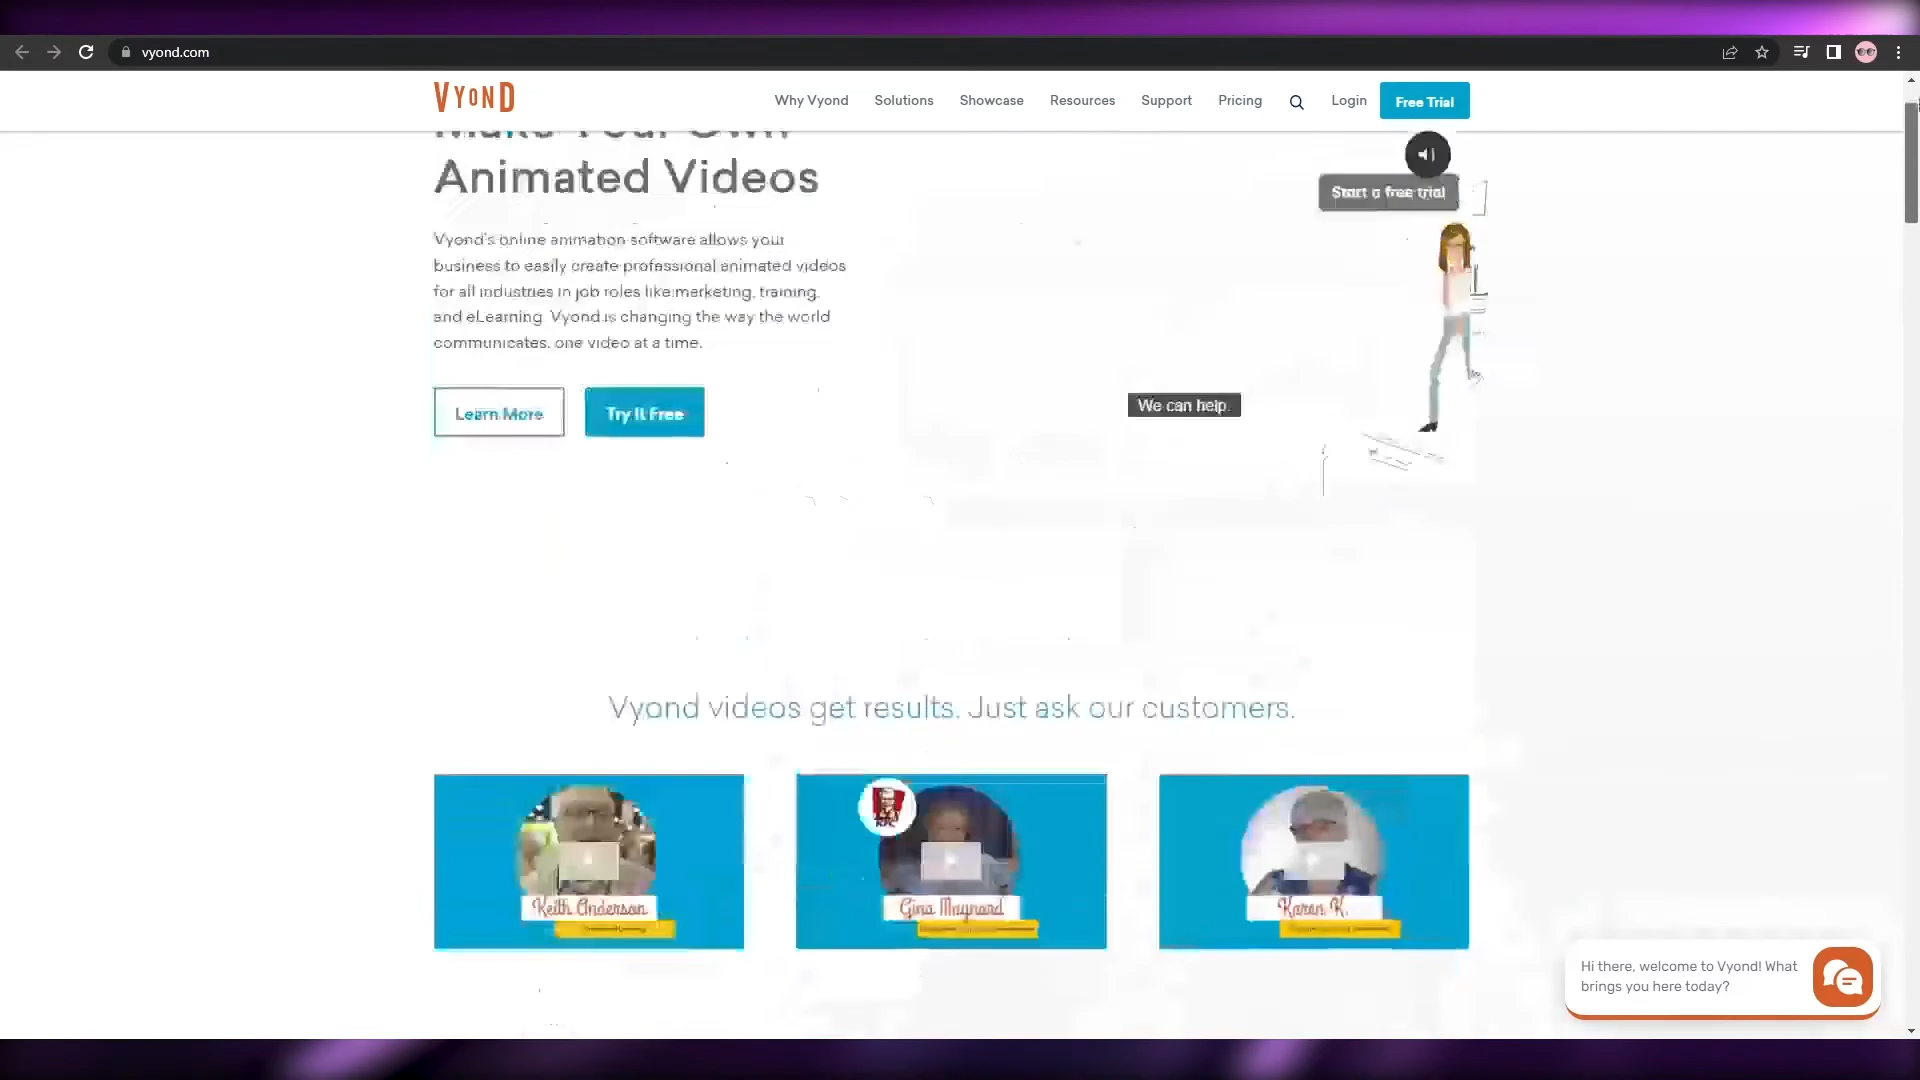 vyond.com
VYOND
Why Vyond Solutions Showcase Resources Support Pricing Login Free Trial
Make Your Own
Animated Videos
Start a free trial
Vyond's online animation software allows your
business to easily create professional animated videos
for all industries in job roles like marketing, training,
and eLearning. Vyond is changing the way the world
communicates, one video at a time.
We can help.
Learn More Try It Free
Vyond videos get results. Just ask our customers.
KFC
Keith Anderson Gina Maynard Karen K.
Hi there, welcome to Vyond! What
brings you here today?